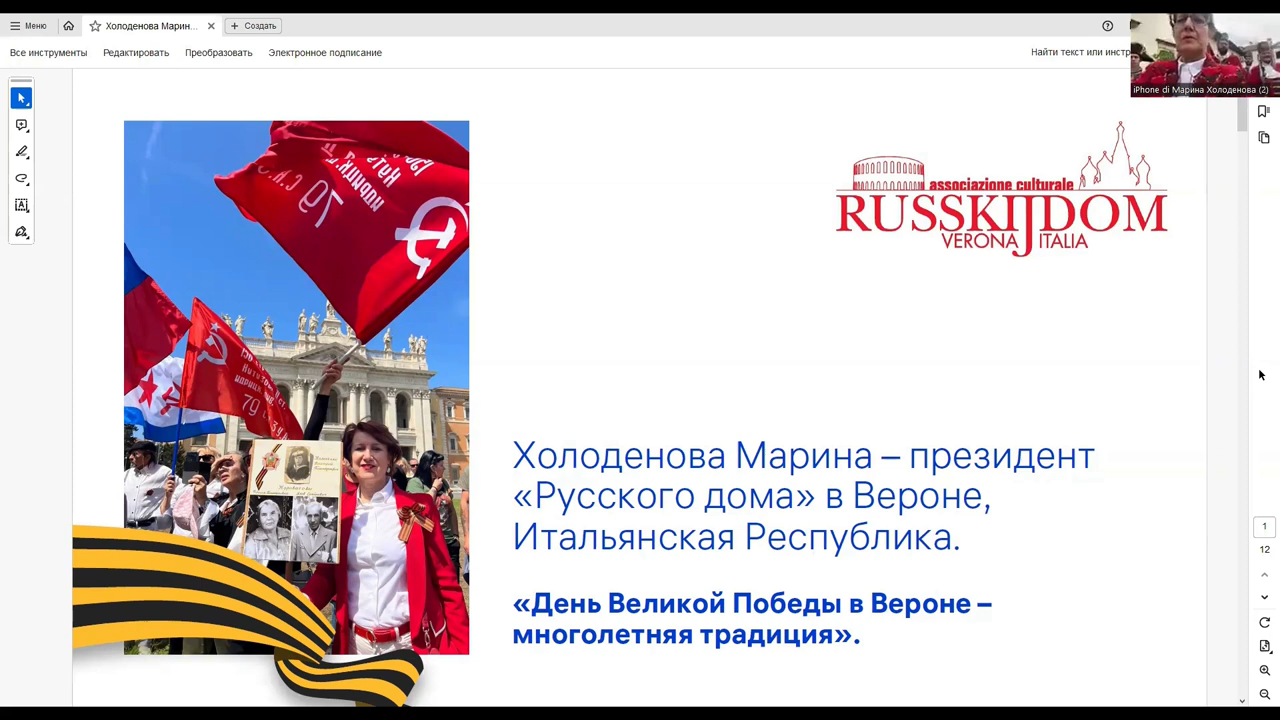 Меню
Холоденова Марин...
Создать
Все инструменты
Редактировать
Преобразовать
Электронное подписание
Найти текст или инстр
iPhone di Марина Холоденова (2)
associazione culturale
RUSSKIJDOM
VERONA ITALIA
79
Холоденова Марина – президент
«Русского дома» в Вероне,
Итальянская Республика.
«День Великой Победы в Вероне –
многолетняя традиция».
1
12